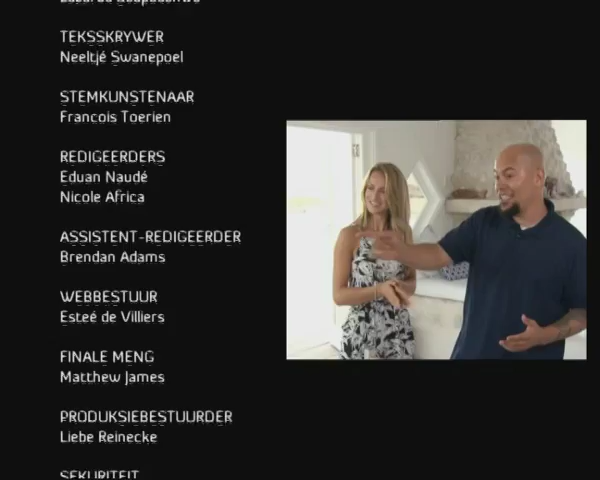 TEKSSKRYWER
Neeltjé Swanepoel
STEMKUNSTENAAR
Francois Toerien
REDIGEERDERS
Eduan Naudé
Nicole Africa
ASSISTENT-REDIGEERDER
Brendan Adams
WEBBESTUUR
Esteé de Villiers
FINALE MENG
Matthew James
PRODUKSIEBESTUURDER
Liebe Reinecke
SEKURITEIT